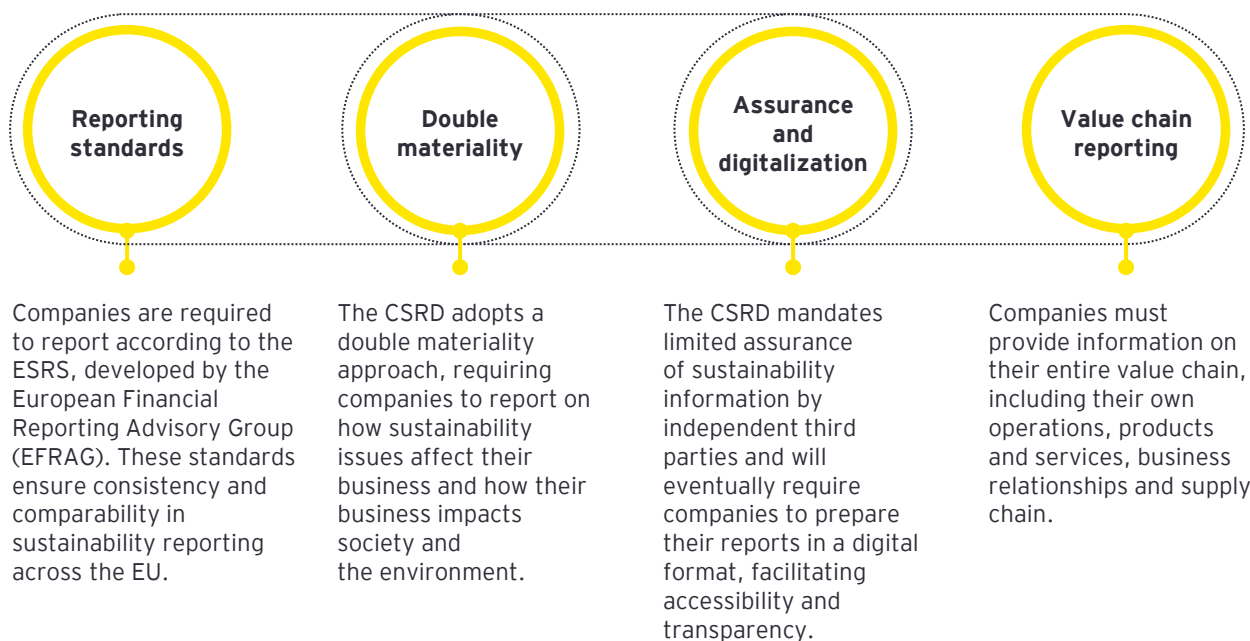 Reporting
standards
Companies are required
to report according to the
ESRS, developed by the
European Financial
Reporting Advisory Group
(EFRAG). These standards
ensure consistency and
comparability in
sustainability reporting
across the EU.
Double
materiality
The CSRD adopts a
double materiality
approach, requiring
companies to report on
how sustainability
issues affect their
business and how their
business impacts
society and
the environment.
Assurance
and
digitalization
The CSRD mandates
limited assurance
of sustainability
information by
independent third
parties and will
eventually require
companies to prepare
their reports in a digital
format, facilitating
accessibility and
transparency.
Value chain
reporting
Companies must
provide information on
their entire value chain,
including their own
operations, products
and services, business
relationships and supply
chain.